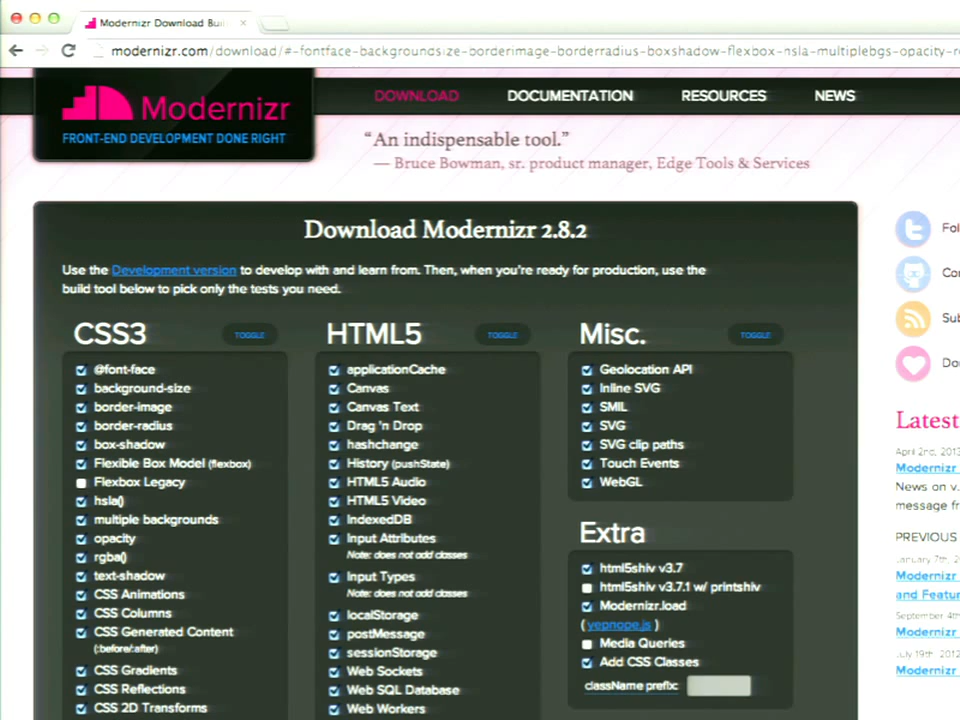 Modernizr Download Bui
modernizr.com/download/#-fontface-backgroundsize-borderimage-borderradius-boxshadow-flexbox-hsla-multiplebgs-opacity-r
Modernizr
FRONT-END DEVELOPMENT DONE RIGHT
DOWNLOAD DOCUMENTATION RESOURCES NEWS
“An indispensable tool.”
— Bruce Bowman, sr. product manager, Edge Tools & Services
Download Modernizr 2.8.2
Use the Development version to develop with and learn from. Then, when you’re ready for production, use the
build tool below to pick only the tests you need.
CSS3 TOGGLE
@font-face
background-size
border-image
border-radius
box-shadow
Flexible Box Model (flexbox)
Flexbox Legacy
hsla()
multiple backgrounds
opacity
rgba()
text-shadow
CSS Animations
CSS Columns
CSS Generated Content
(:before/:after)
CSS Gradients
CSS Reflections
CSS 2D Transforms
HTML5 TOGGLE
applicationCache
Canvas
Canvas Text
Drag 'n Drop
hashchange
History (pushState)
HTML5 Audio
HTML5 Video
IndexedDB
Input Attributes
Note: does not add classes
Input Types
Note: does not add classes
localStorage
postMessage
sessionStorage
Web Sockets
Web SQL Database
Web Workers
Misc. TOGGLE
Geolocation API
Inline SVG
SMIL
SVG
SVG clip paths
Touch Events
WebGL
Extra
html5shiv v3.7
html5shiv v3.7.1 w/ printshiv
Modernizr.load
(yepnope.js)
Media Queries
Add CSS Classes
className prefix:
Fol
Con
Sub
Do
Latest
April 2nd, 2013
Modernizr
News on v.
message fr
PREVIOUS
January 7th, 2
Modernizr
and Featur
September 4th
Modernizr
July 19th, 2012
Modernizr